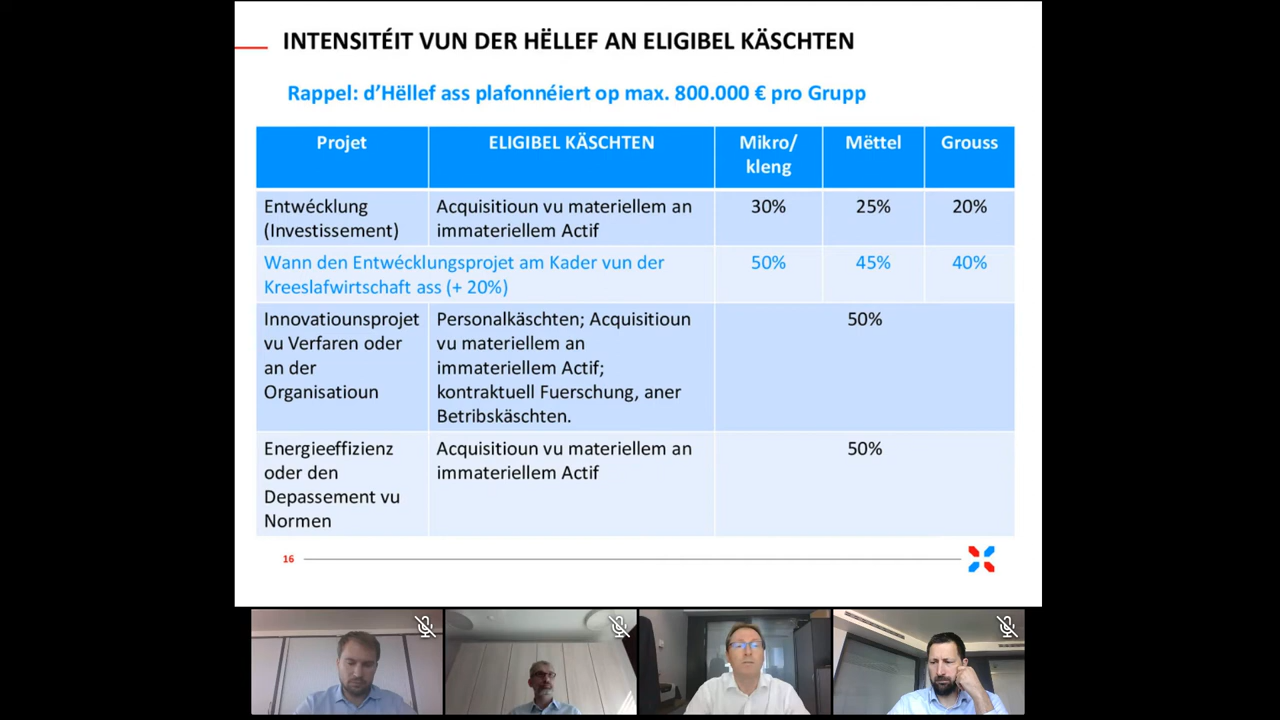 INTENSITÉIT VUN DER HËLLEF AN ELIGIBEL KÄSCHTEN
Rappel: d’Hëllef ass plafonnéiert op max. 800.000 € pro Grupp
Projet
ELIGIBEL KÄSCHTEN
Mikro/
kleng
Mëttel
Grouss
Entwécklung
(Investissement)
Acquisitioun vu materiellem an
immateriellem Actif
30%
25%
20%
Wann den Entwécklungsprojet am Kader vun der
Kreeslafwirtschaft ass (+ 20%)
50%
45%
40%
Innovatiounsprojet
vu Verfaren oder
an der
Organisatioun
Personalkäschten; Acquisitioun
vu materiellem an
immateriellem Actif;
kontraktuell Fuerschung, aner
Betribskäschten.
50%
Energieeffizienz
oder den
Depassement vu
Normen
Acquisitioun vu materiellem an
immateriellem Actif
50%
16